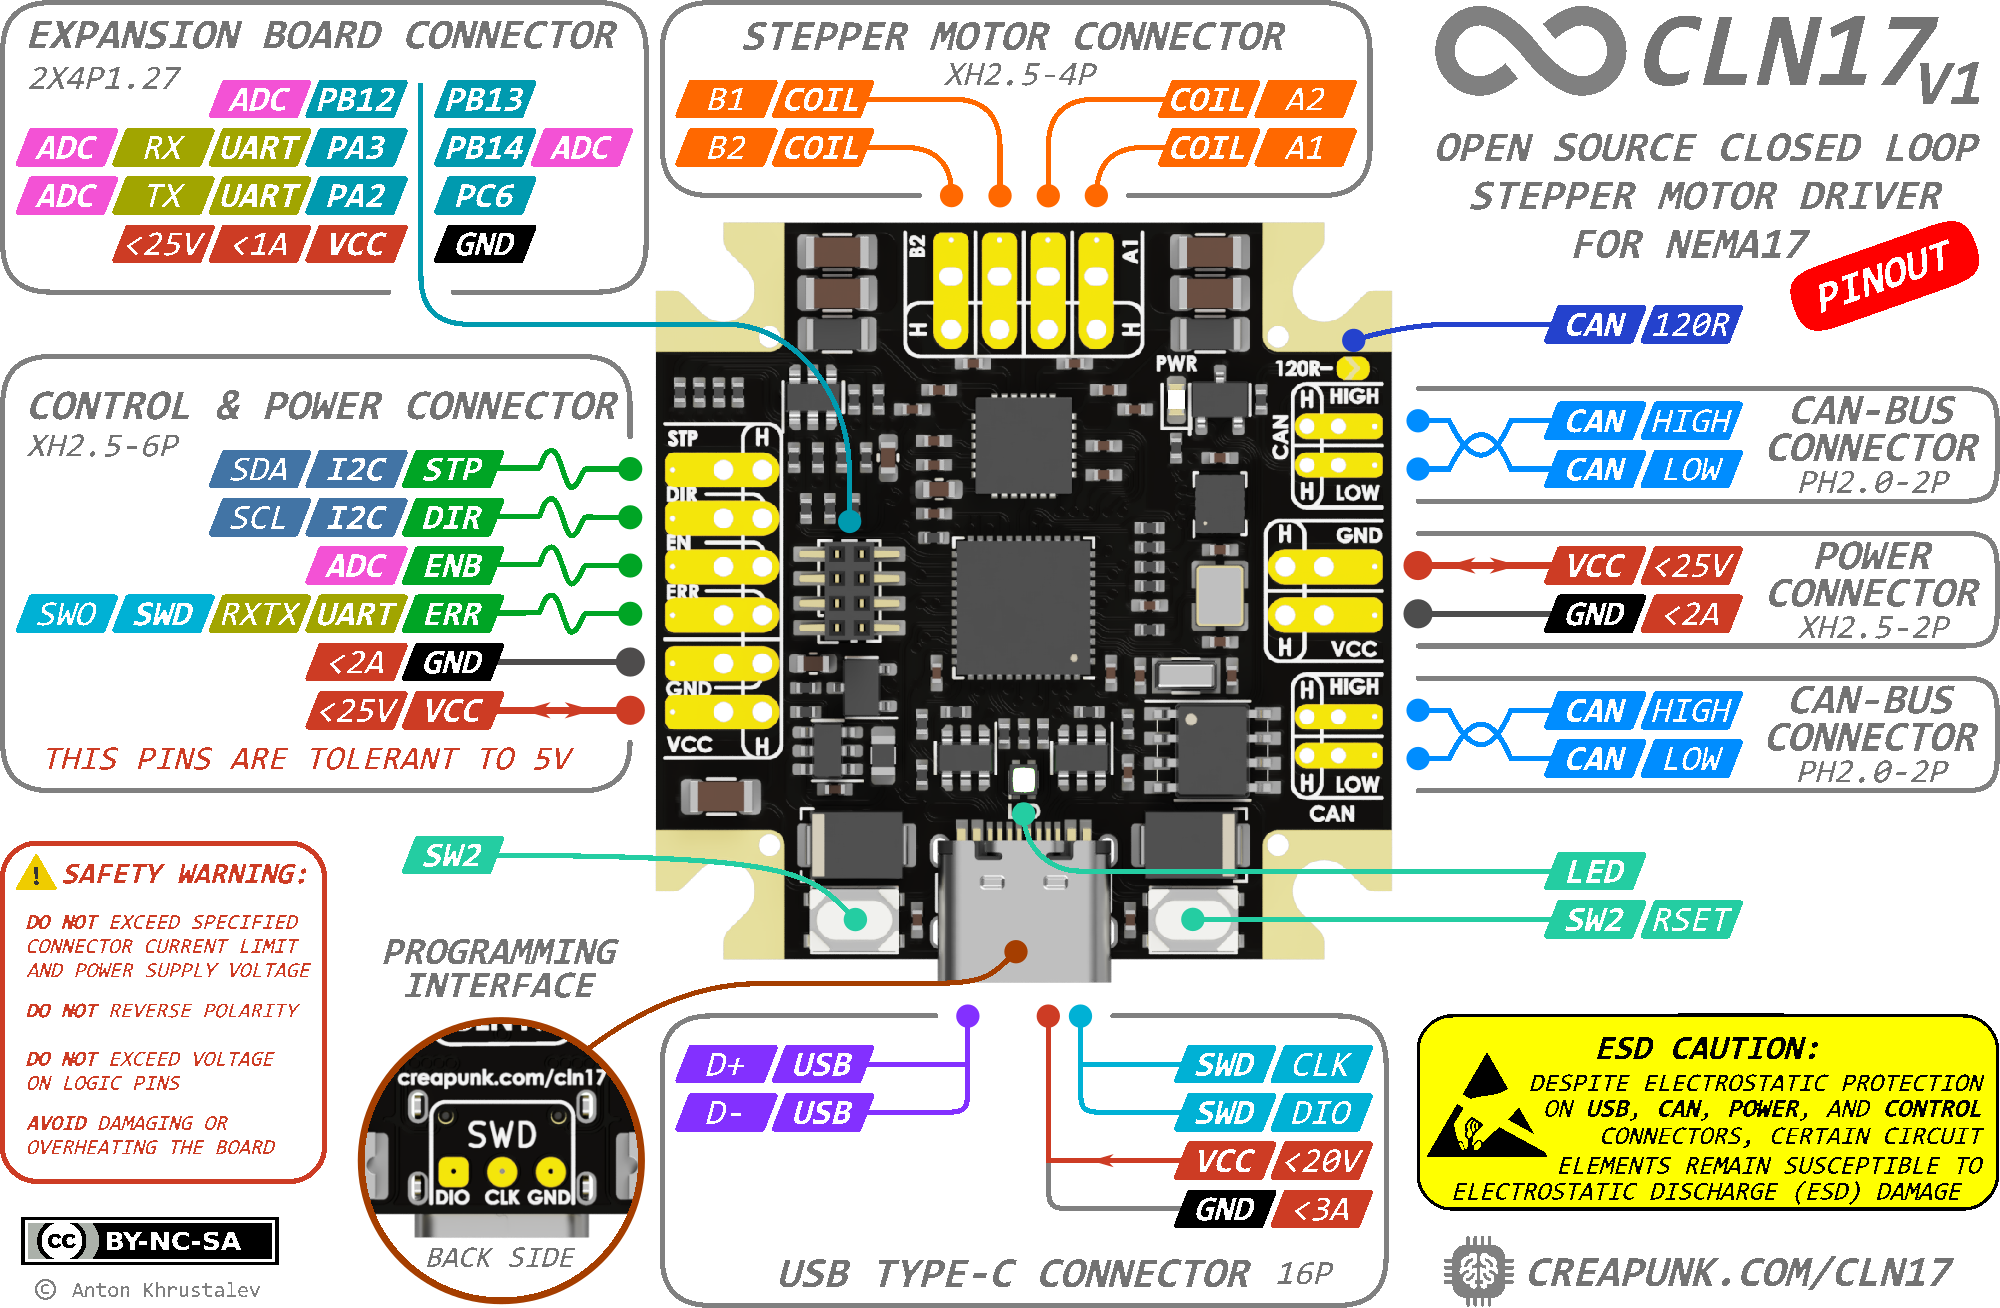 EXPANSION BOARD CONNECTOR
2X4P1.27
ADC PB12 PB13
ADC RX UART PA3 PB14 ADC
ADC TX UART PA2 PC6
<25V <1A VCC GND
STEPPER MOTOR CONNECTOR
XH2.5-4P
B1 COIL COIL A2
B2 COIL COIL A1
CLN17 V1
OPEN SOURCE CLOSED LOOP
STEPPER MOTOR DRIVER
FOR NEMA17
PINOUT
CAN 120R
CONTROL & POWER CONNECTOR
XH2.5-6P
SDA I2C STP
SCL I2C DIR
ADC ENB
SWO SWD RXTX UART ERR
<2A GND
<25V VCC
THIS PINS ARE TOLERANT TO 5V
B2 A1
H H
PWR
120R-
STP H
DIR
EN
ERR
GND
VCC H
H HIGH
CAN
H LOW
H GND
H VCC
H HIGH
H LOW
CAN
CAN HIGH
CAN LOW
CAN-BUS
CONNECTOR
PH2.0-2P
VCC <25V
GND <2A
POWER
CONNECTOR
XH2.5-2P
CAN HIGH
CAN LOW
CAN-BUS
CONNECTOR
PH2.0-2P
SW2
LED
SW2 RSET
! SAFETY WARNING:
DO NOT EXCEED SPECIFIED
CONNECTOR CURRENT LIMIT
AND POWER SUPPLY VOLTAGE
DO NOT REVERSE POLARITY
DO NOT EXCEED VOLTAGE
ON LOGIC PINS
AVOID DAMAGING OR
OVERHEATING THE BOARD
PROGRAMMING
INTERFACE
creapunk.com/cln17
SWD
DIO CLK GND
BACK SIDE
D+ USB
D- USB
SWD CLK
SWD DIO
VCC <20V
GND <3A
USB TYPE-C CONNECTOR 16P
ESD CAUTION:
DESPITE ELECTROSTATIC PROTECTION
ON USB, CAN, POWER, AND CONTROL
CONNECTORS, CERTAIN CIRCUIT
ELEMENTS REMAIN SUSCEPTIBLE TO
ELECTROSTATIC DISCHARGE (ESD) DAMAGE
cc BY-NC-SA
© Anton Khrustalev
CREAPUNK.COM/CLN17